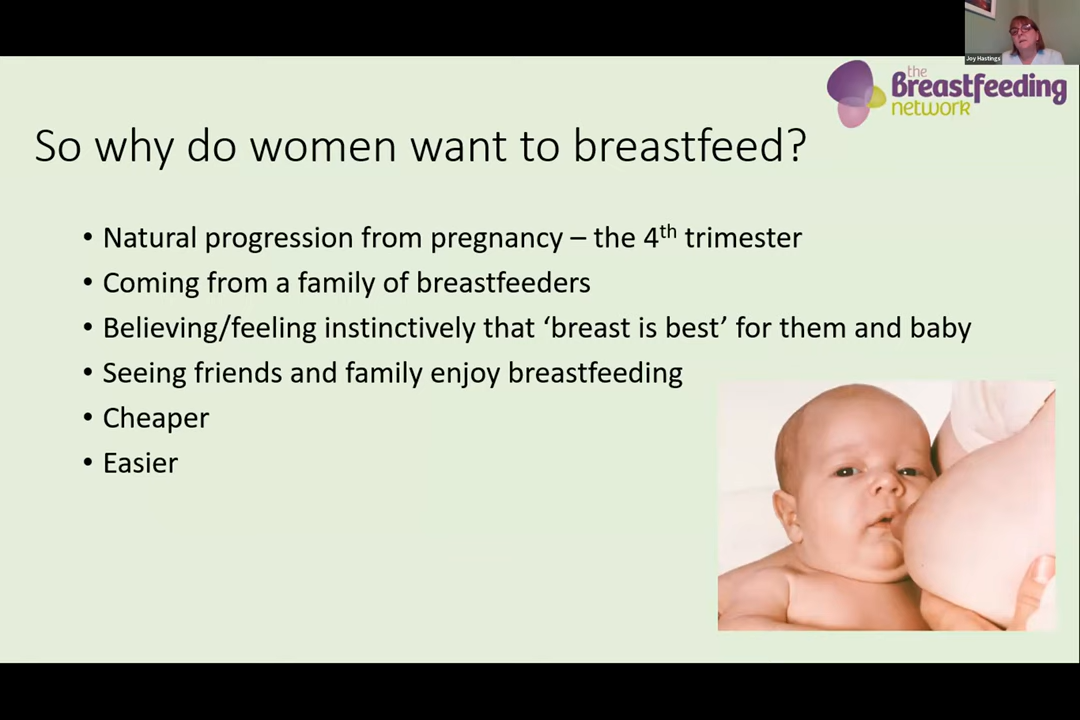 Joy Hastings
the
Breastfeeding
network
So why do women want to breastfeed?
• Natural progression from pregnancy – the 4th trimester
• Coming from a family of breastfeeders
• Believing/feeling instinctively that ‘breast is best’ for them and baby
• Seeing friends and family enjoy breastfeeding
• Cheaper
• Easier